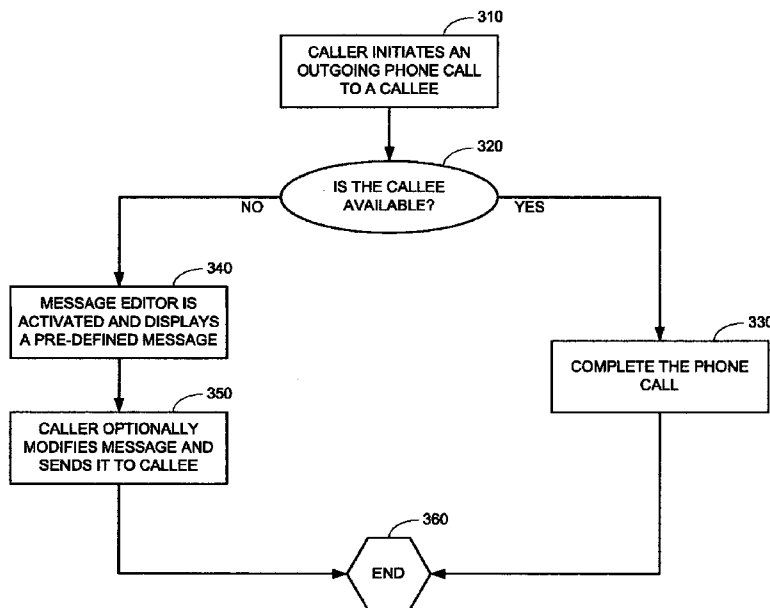 310
CALLER INITIATES AN
OUTGOING PHONE CALL
TO A CALLEE
320
IS THE CALLEE
AVAILABLE?
NO
YES
340
MESSAGE EDITOR IS
ACTIVATED AND DISPLAYS
A PRE-DEFINED MESSAGE
330
COMPLETE THE PHONE
CALL
350
CALLER OPTIONALLY
MODIFIES MESSAGE AND
SENDS IT TO CALLEE
360
END